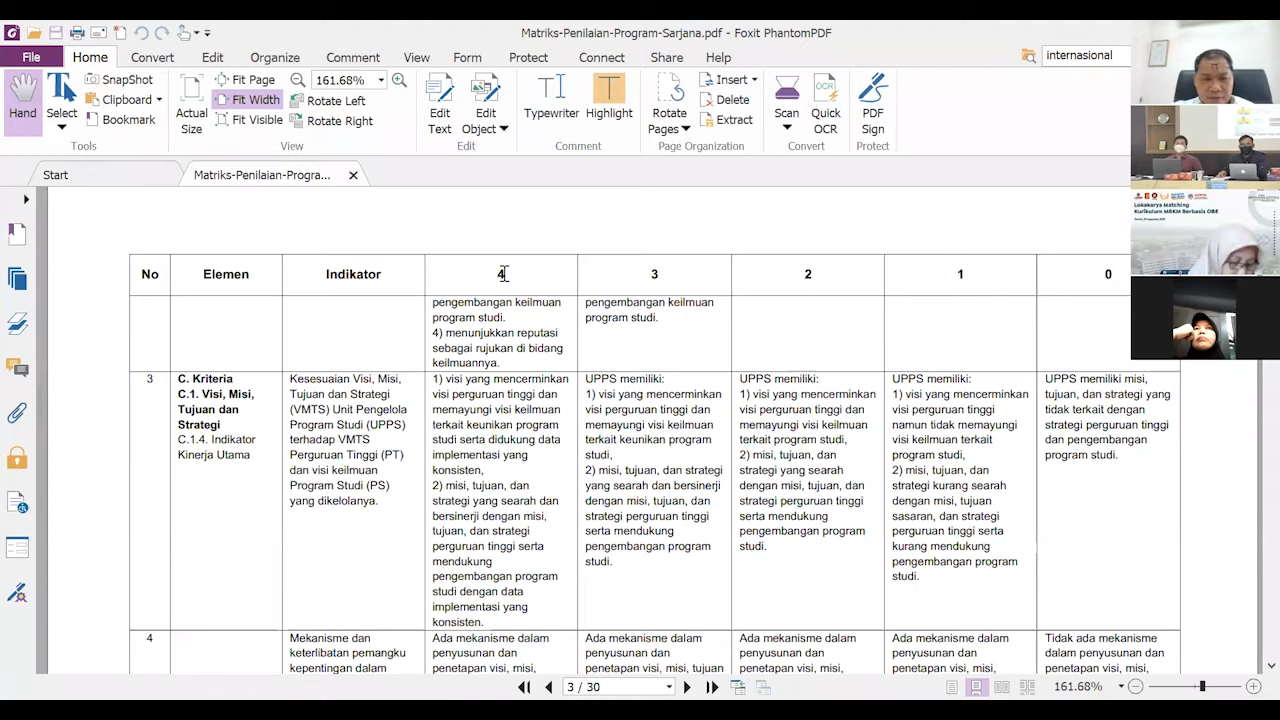 Matriks-Penilaian-Program-Sarjana.pdf - Foxit PhantomPDF
File Home Convert Edit Organize Comment View Form Protect Connect Share Help internasional
Hand
Select
SnapShot
Clipboard
Bookmark
Tools
Actual Size
Fit Page
Fit Width
Fit Visible
161.68%
Rotate Left
Rotate Right
View
Edit Text
Edit Object
Edit
Typewriter
Highlight
Comment
Rotate Pages
Insert
Delete
Extract
Page Organization
Scan
Quick OCR
OCR
Convert
PDF Sign
Protect
Start
Matriks-Penilaian-Progra...
Lokakarya Matching
Kurikulum MBKM Berbasis OBE
No Elemen Indikator 4 3 2 1 0
pengembangan keilmuan
program studi.
4) menunjukkan reputasi
sebagai rujukan di bidang
keilmuannya.
pengembangan keilmuan
program studi.
3
C. Kriteria
C.1. Visi, Misi,
Tujuan dan
Strategi
C.1.4. Indikator
Kinerja Utama
Kesesuaian Visi, Misi,
Tujuan dan Strategi
(VMTS) Unit Pengelola
Program Studi (UPPS)
terhadap VMTS
Perguruan Tinggi (PT)
dan visi keilmuan
Program Studi (PS)
yang dikelolanya.
1) visi yang mencerminkan
visi perguruan tinggi dan
memayungi visi keilmuan
terkait keunikan program
studi serta didukung data
implementasi yang
konsisten,
2) misi, tujuan, dan
strategi yang searah dan
bersinerji dengan misi,
tujuan, dan strategi
perguruan tinggi serta
mendukung
pengembangan program
studi dengan data
implementasi yang
konsisten.
UPPS memiliki:
1) visi yang mencerminkan
visi perguruan tinggi dan
memayungi visi keilmuan
terkait keunikan program
studi,
2) misi, tujuan, dan strategi
yang searah dan bersinerji
dengan misi, tujuan, dan
strategi perguruan tinggi
serta mendukung
pengembangan program
studi.
UPPS memiliki:
1) visi yang mencerminkan
visi perguruan tinggi dan
memayungi visi keilmuan
terkait program studi,
2) misi, tujuan, dan
strategi yang searah
dengan misi, tujuan, dan
strategi perguruan tinggi
serta mendukung
pengembangan program
studi.
UPPS memiliki:
1) visi yang mencerminkan
visi perguruan tinggi
namun tidak memayungi
visi keilmuan terkait
program studi,
2) misi, tujuan, dan
strategi kurang searah
dengan misi, tujuan
sasaran, dan strategi
perguruan tinggi serta
kurang mendukung
pengembangan program
studi.
UPPS memiliki misi,
tujuan, dan strategi yang
tidak terkait dengan
strategi perguruan tinggi
dan pengembangan
program studi.
4
Mekanisme dan
keterlibatan pemangku
kepentingan dalam
Ada mekanisme dalam
penyusunan dan
penetapan visi, misi,
Ada mekanisme dalam
penyusunan dan
penetapan visi, misi, tujuan
Ada mekanisme dalam
penyusunan dan
penetapan visi, misi,
Ada mekanisme dalam
penyusunan dan
penetapan visi, misi,
Tidak ada mekanisme
dalam penyusunan dan
penetapan visi, misi,
3 / 30
161.68%